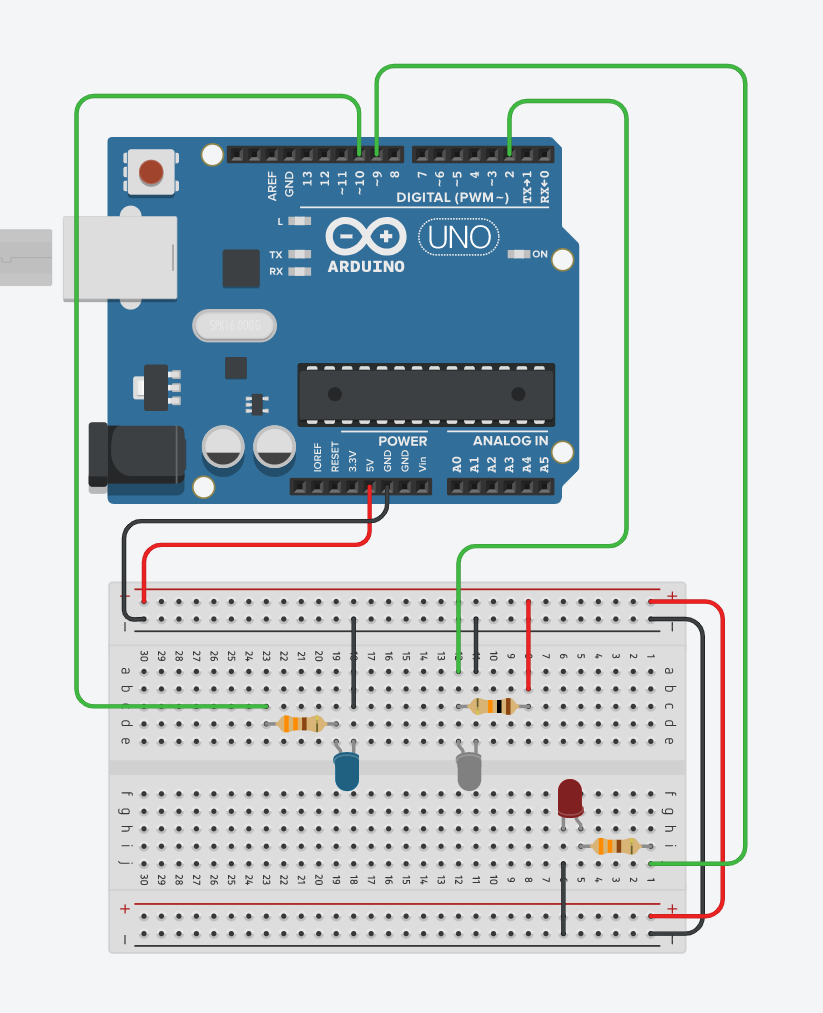 AREF
GND
13
12
~11
~10
~9
8
7
~6
~5
4
~3
2
TX→1
RX←0
DIGITAL (PWM~)
L
TX
RX
ARDUINO
UNO
ON
SPK16.000G
IOREF
RESET
3.3V
5V
GND
GND
Vin
POWER
ANALOG IN
A0
A1
A2
A3
A4
A5
+ +
− −
30 29 28 27 26 25 24 23 22 21 20 19 18 17 16 15 14 13 12 11 10 9 8 7 6 5 4 3 2 1
a a
b b
c c
d d
e e
f f
g g
h h
i i
j j
30 29 28 27 26 25 24 23 22 21 20 19 18 17 16 15 14 13 12 11 10 9 8 7 6 5 4 3 2 1
+ +
− −